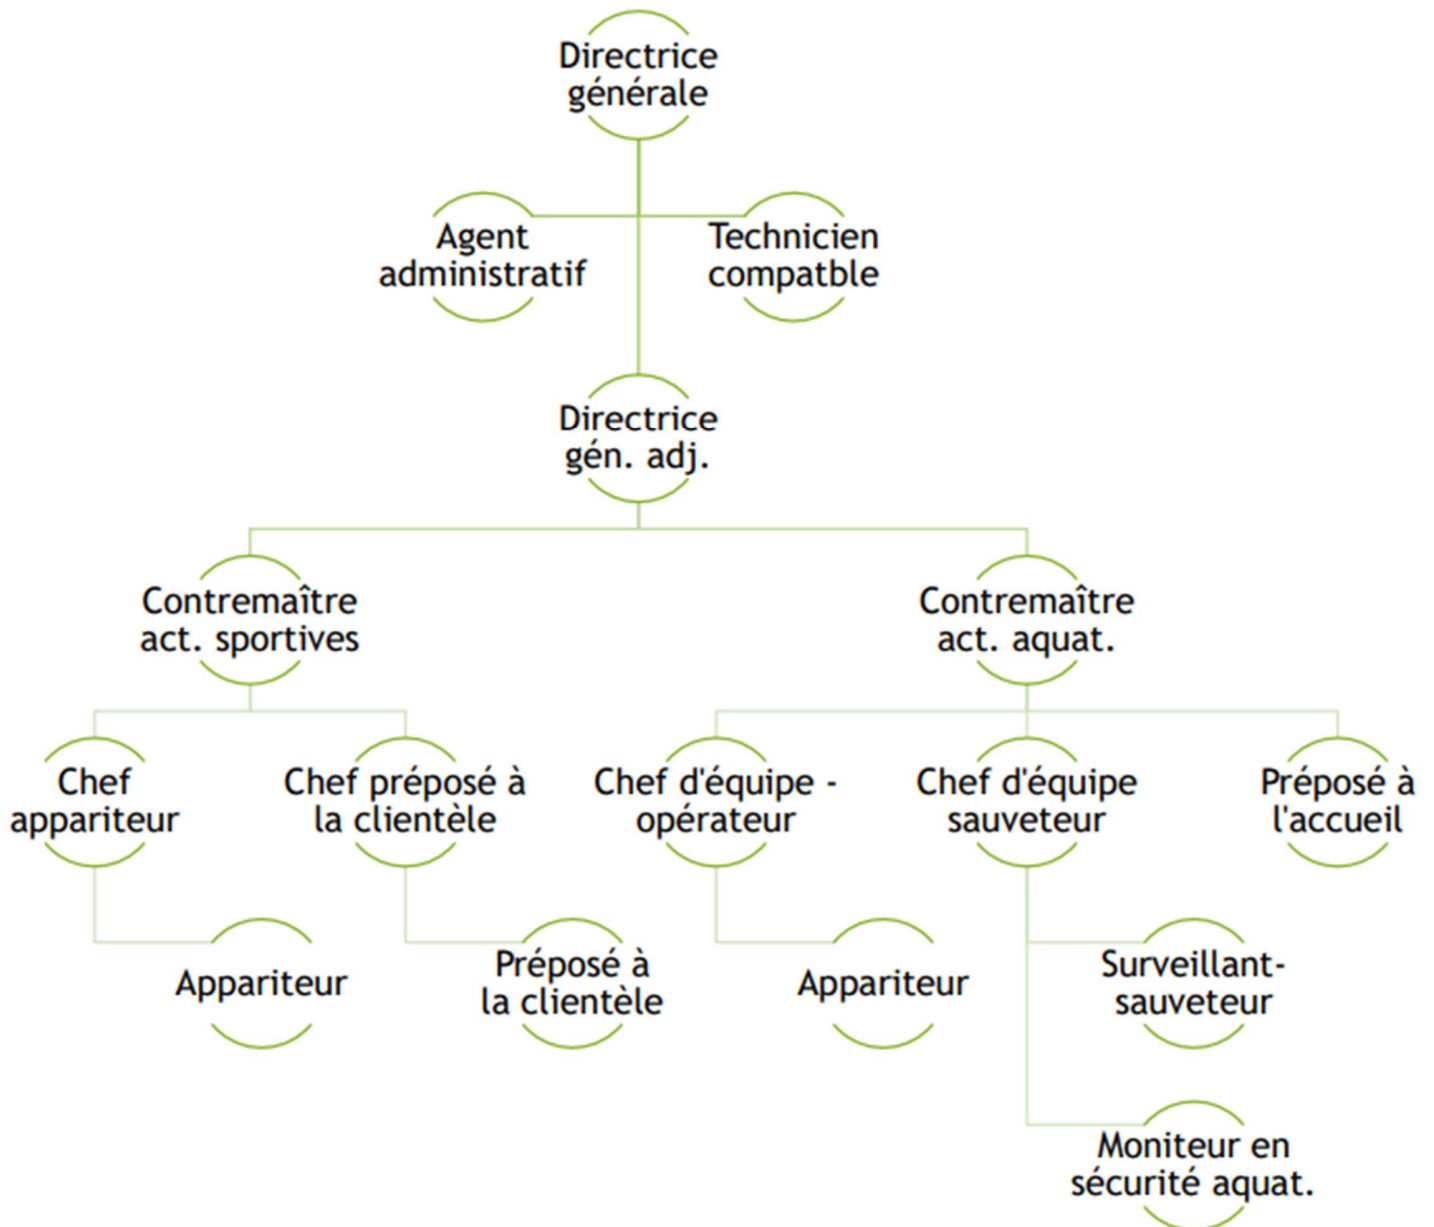 Directrice
générale
Agent
administratif
Technicien
compatble
Directrice
gén. adj.
Contremaître
act. sportives
Contremaître
act. aquat.
Chef
appariteur
Chef préposé à
la clientèle
Chef d'équipe -
opérateur
Chef d'équipe
sauveteur
Préposé à
l'accueil
Appariteur
Préposé à
la clientèle
Appariteur
Surveillant-
sauveteur
Moniteur en
sécurité aquat.